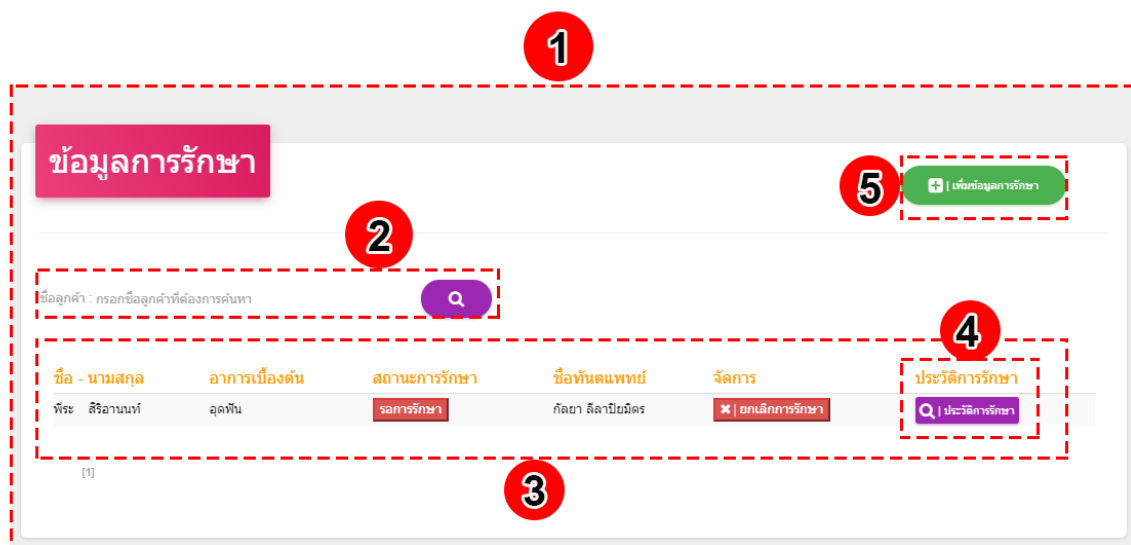 1
ข้อมูลการรักษา
5
| เพิ่มข้อมูลการรักษา
2
ชื่อลูกค้า : กรอกชื่อลูกค้าที่ต้องการค้นหา
4
ชื่อ - นามสกุล อาการเบื้องต้น สถานะการรักษา ชื่อทันตแพทย์ จัดการ ประวัติการรักษา
พีระ สิริอานนท์ อุดฟัน รอการรักษา กัลยา ลีลาปิยมิตร | ยกเลิกการรักษา | ประวัติการรักษา
[1]
3